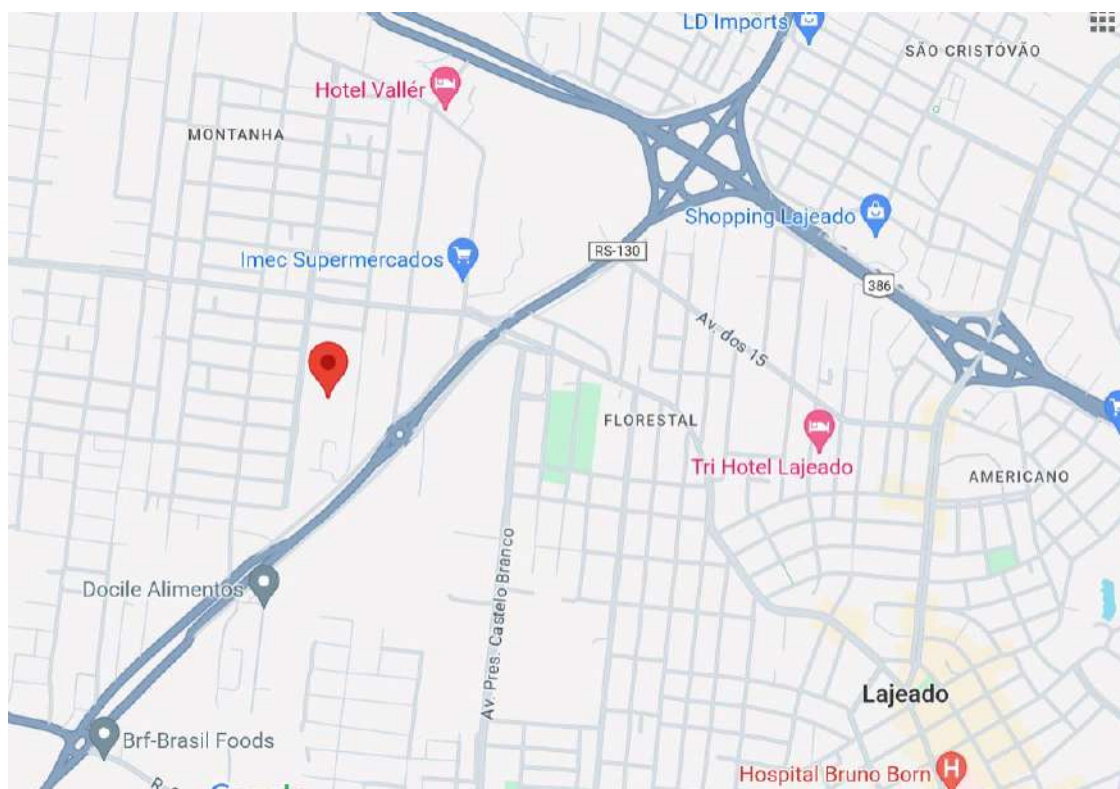 LD Imports
SÃO CRISTÓVÃO
Hotel Vallér
MONTANHA
Shopping Lajeado
RS-130
Imec Supermercados
386
Av. dos 15
FLORESTAL
Tri Hotel Lajeado
AMERICANO
Av. Pres. Castelo Branco
Docile Alimentos
Lajeado
Brf-Brasil Foods
Hospital Bruno Born
H